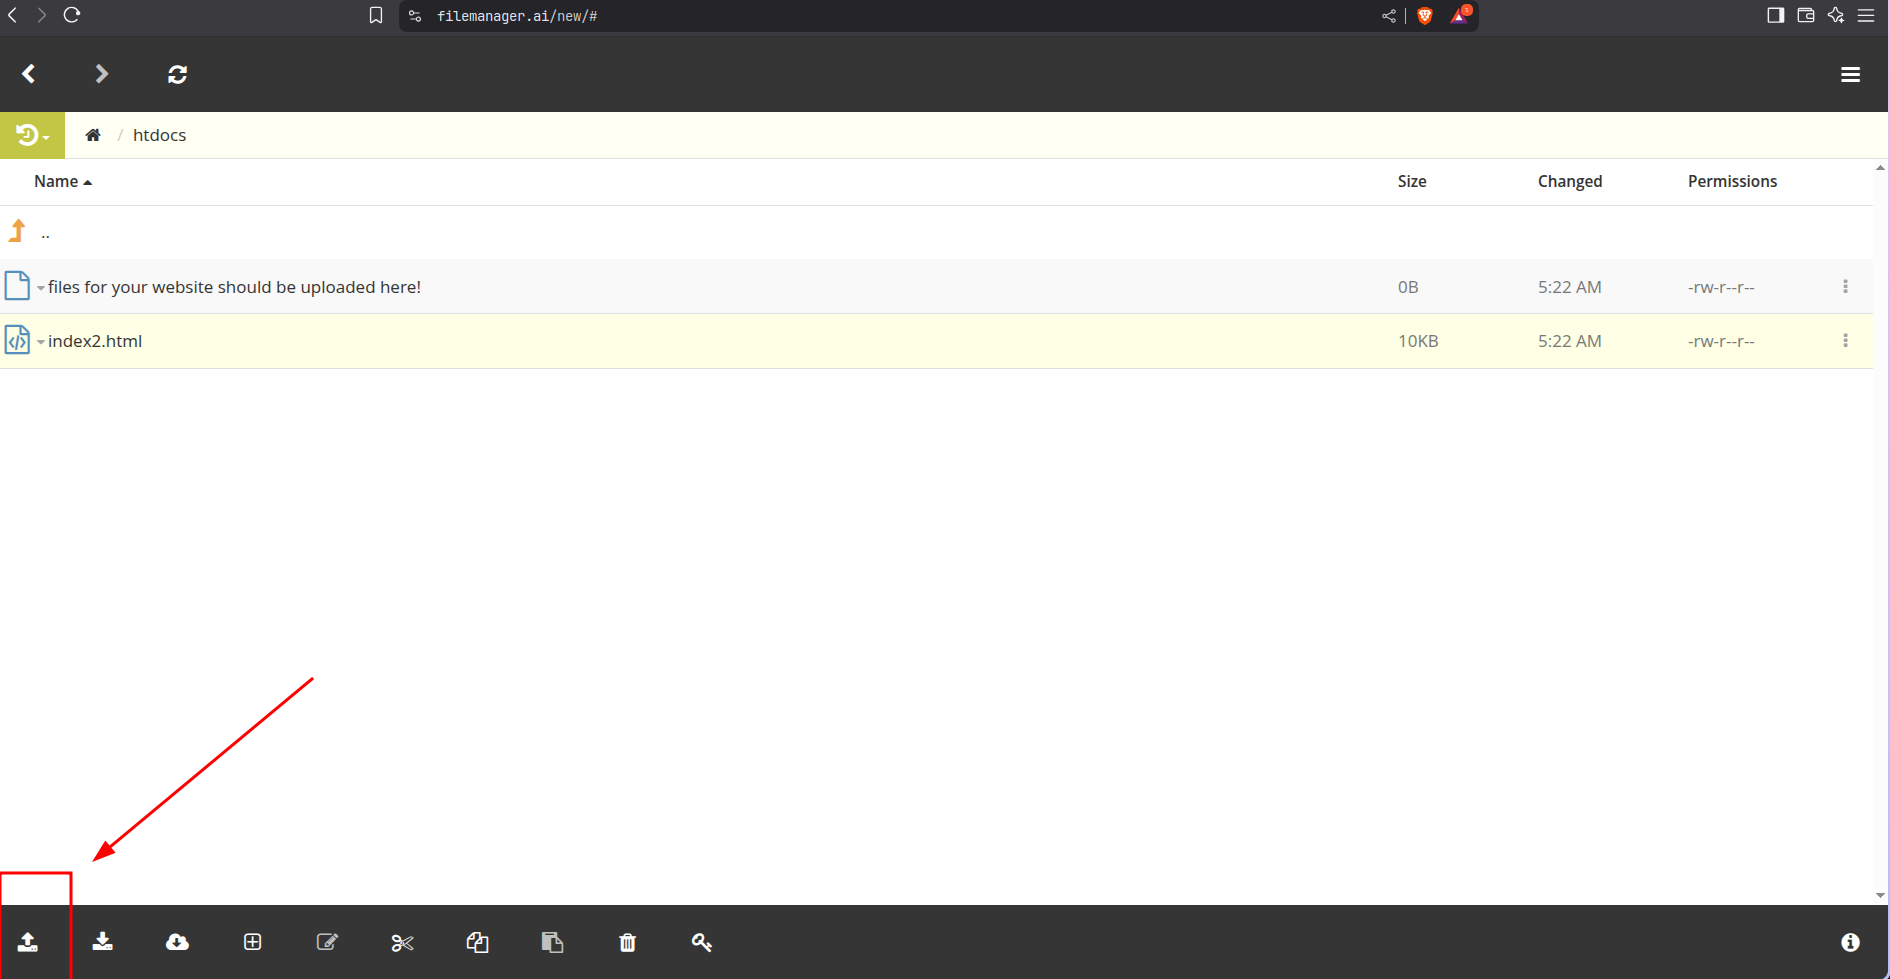 filemanager.ai/new/#
1
/ htdocs
Name Size Changed Permissions
..
files for your website should be uploaded here! 0B 5:22 AM -rw-r--r--
index2.html 10KB 5:22 AM -rw-r--r--